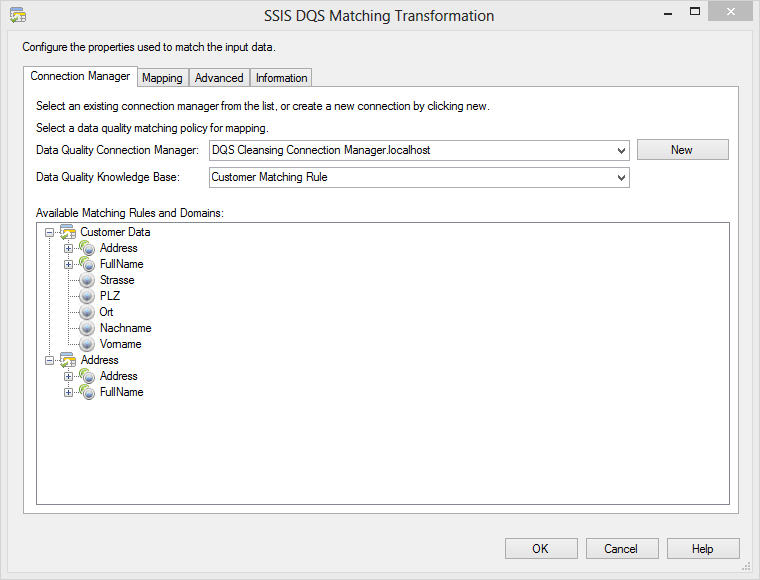 SSIS DQS Matching Transformation
Configure the properties used to match the input data.
Connection Manager Mapping Advanced Information
Select an existing connection manager from the list, or create a new connection by clicking new.
Select a data quality matching policy for mapping.
Data Quality Connection Manager: DQS Cleansing Connection Manager.localhost New
Data Quality Knowledge Base: Customer Matching Rule
Available Matching Rules and Domains:
Customer Data
Address
FullName
Strasse
PLZ
Ort
Nachname
Vorname
Address
Address
FullName
OK Cancel Help